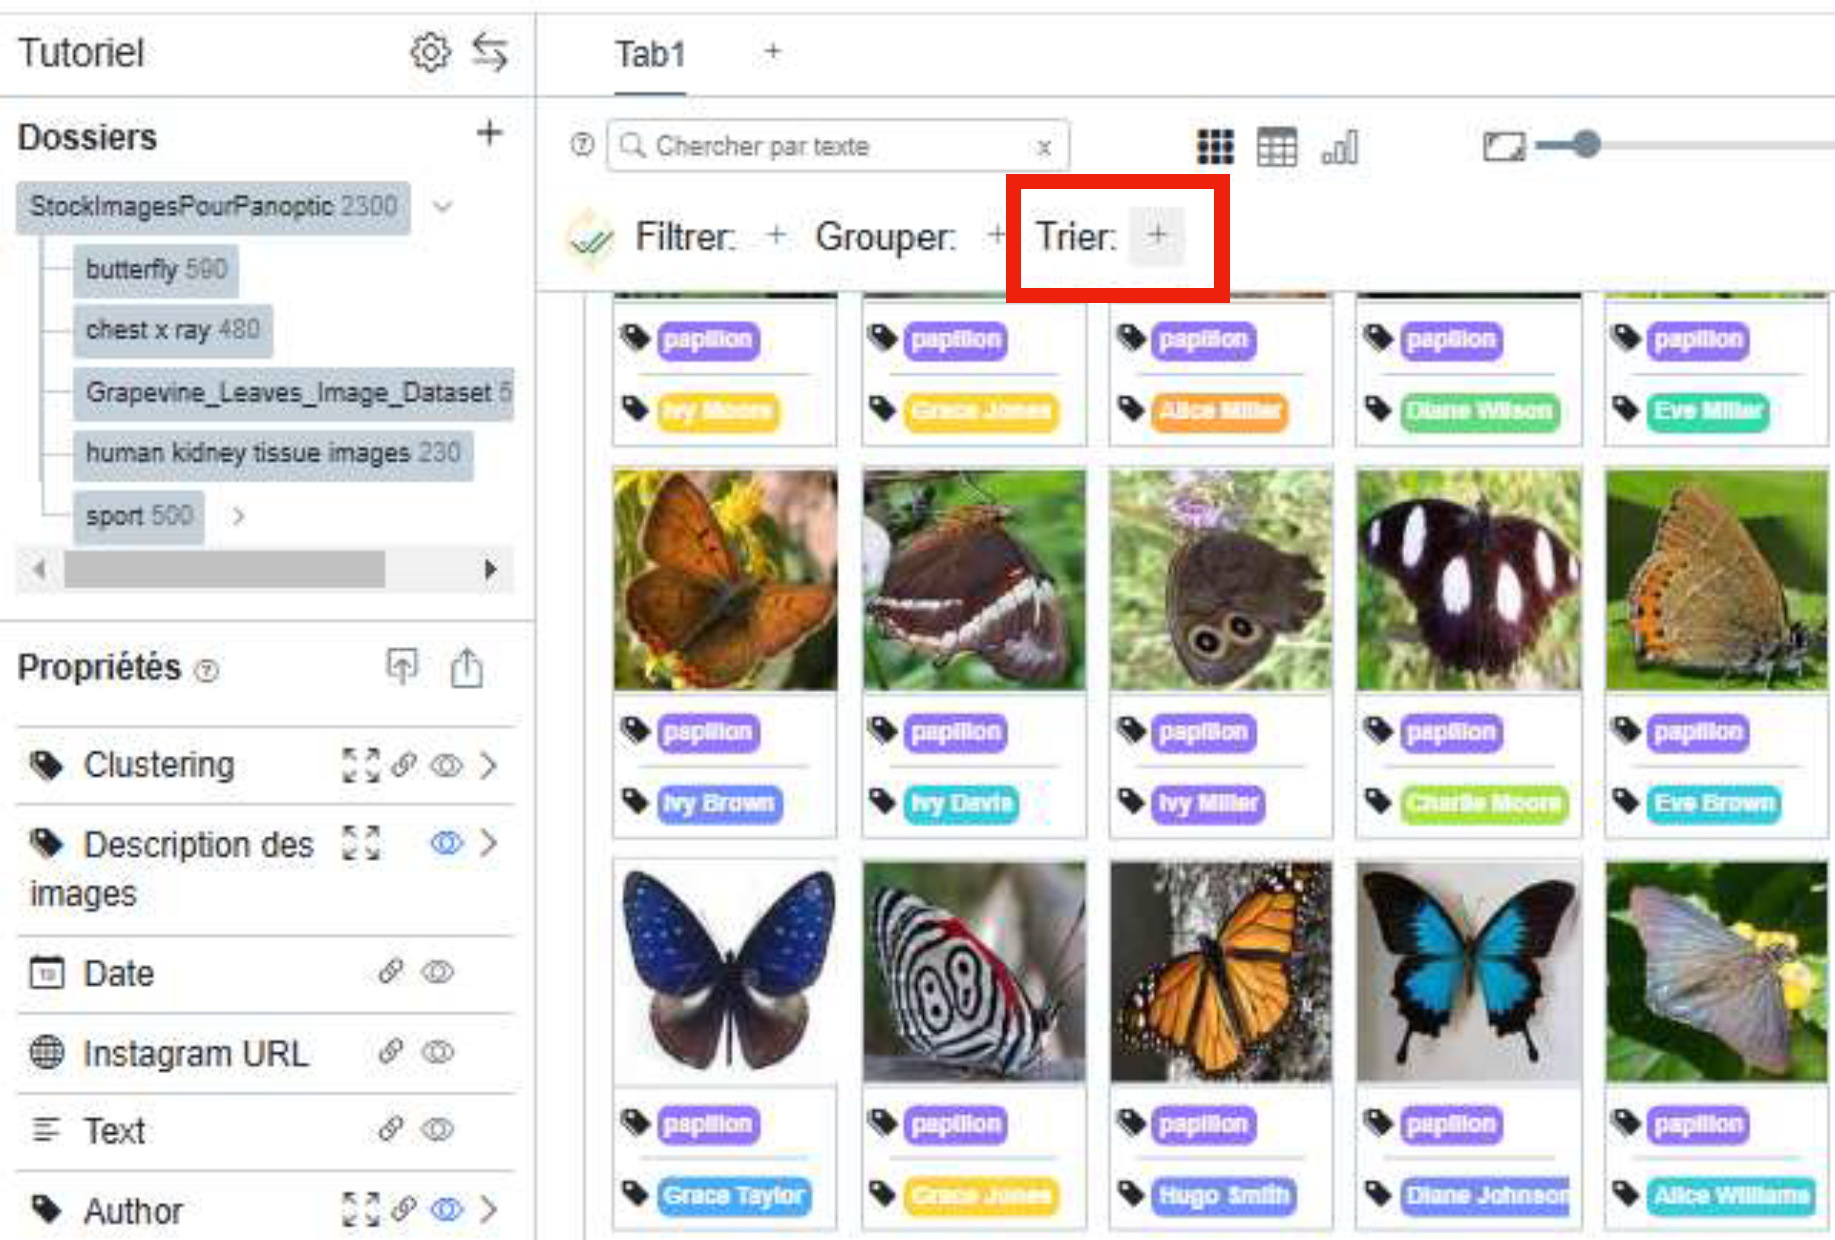 Tutoriel
Dossiers
StockImagesPourPanoptic 2300
butterfly 590
chest x ray 480
Grapevine_Leaves_Image_Dataset 5
human kidney tissue images 230
sport 500
Propriétés
Clustering
Description des
images
Date
Instagram URL
Text
Author
Tab1
Chercher par texte x
Filtrer: + Grouper: + Trier: +
papillon papillon papillon papillon papillon
Ivy Moore Grace Jones Alice Miller Diane Wilson Eve Miller
papillon papillon papillon papillon papillon
Ivy Brown Ivy Davis Ivy Miller Charlie Moore Eve Brown
papillon papillon papillon papillon papillon
Grace Taylor Grace Jones Hugo Smith Diane Johnson Alice Williams